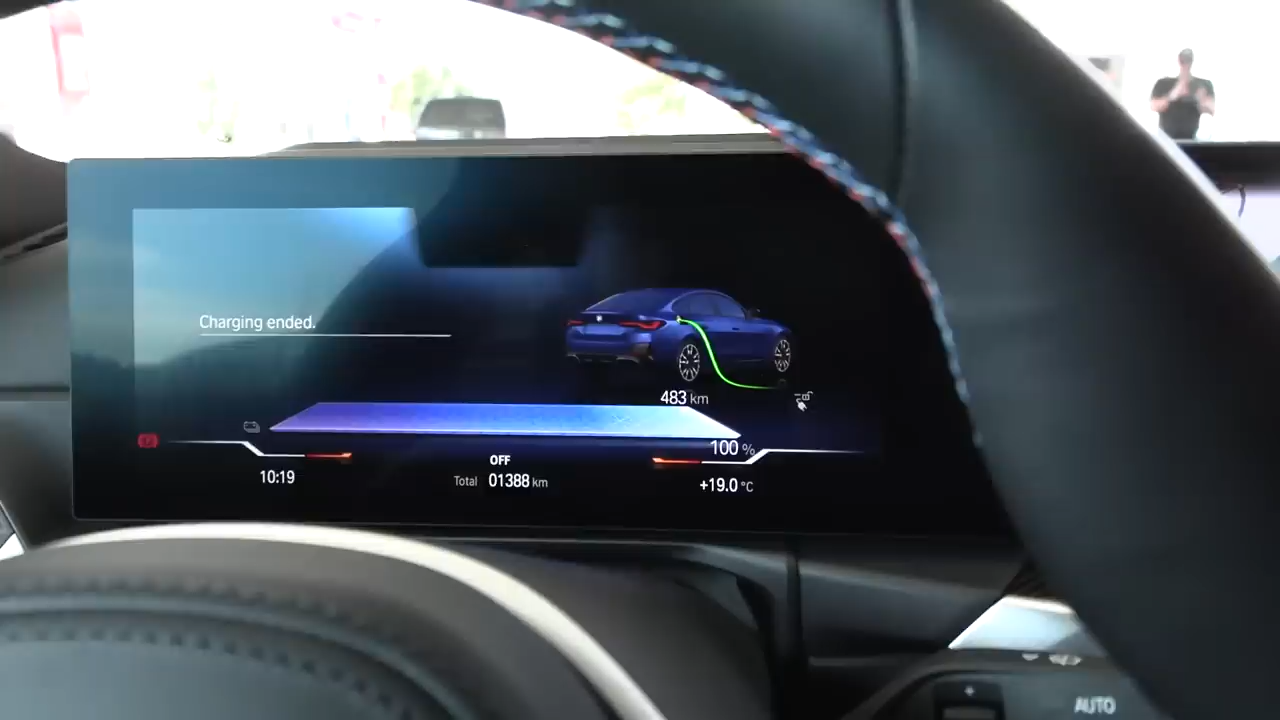 Charging ended.
483 km
100 %
OFF
10:19
Total 01388 km
+19.0 °C
AUTO